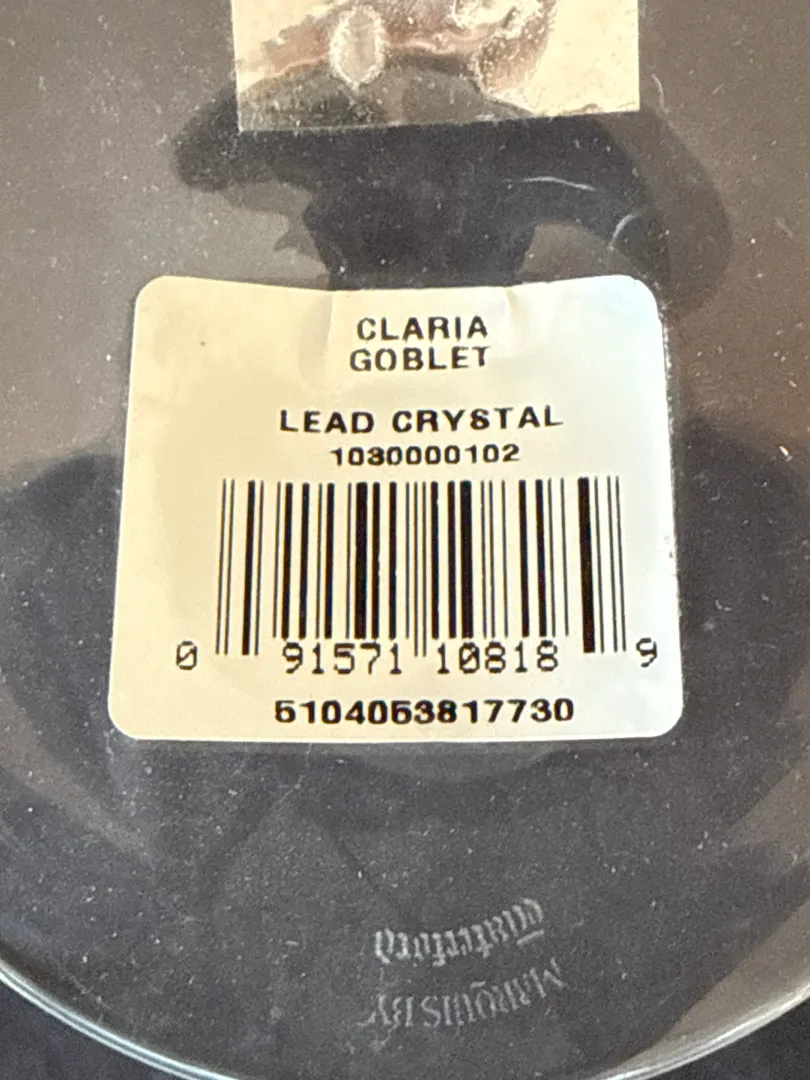 CLARIA
GOBLET
LEAD CRYSTAL
1030000102
0 91571 10818 9
5104053817730
MARQUIS BY
Waterford